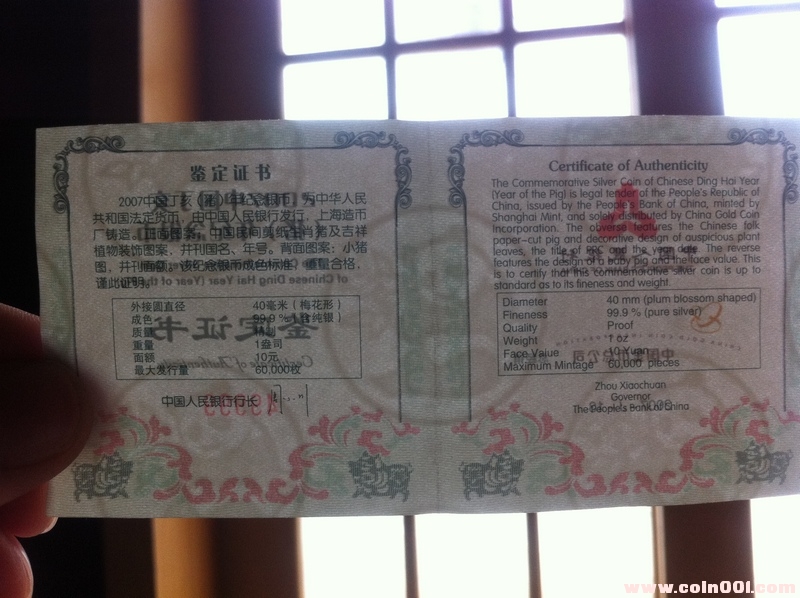 鉴定证书
2007中国丁亥(猪)年纪念银币，为中华人民
共和国法定货币，由中国人民银行发行，上海造币
厂铸造。正面图案：中国民间剪纸生肖猪及吉祥
植物装饰图案，并刊国名、年号。背面图案：小猪
图，并刊面额。该纪念银币成色标准，重量合格，
谨此证明。
外接圆直径 40毫米（梅花形）
成色 99.9%（纯银）
质量 精制
重量 1盎司
面额 10元
最大发行量 60,000枚
中国人民银行行长
Certificate of Authenticity
The Commemorative Silver Coin of Chinese Ding Hai Year
(Year of the Pig) is legal tender of the People's Republic of
China, issued by the People's Bank of China, minted by
Shanghai Mint, and solely distributed by China Gold Coin
Incorporation. The obverse features the Chinese folk
paper-cut pig and decorative design of auspicious plant
leaves, the title of PRC and the year date. The reverse
features the design of a baby pig and the face value. This
is to certify that this commemorative silver coin is up to
standard as to its fineness and weight.
Diameter 40 mm (plum blossom shaped)
Fineness 99.9 % (pure silver)
Quality Proof
Weight 1 oz
Face Value 10 Yuan
Maximum Mintage 60,000 pieces
Zhou Xiaochuan
Governor
The People's Bank of China
www.coin001.com